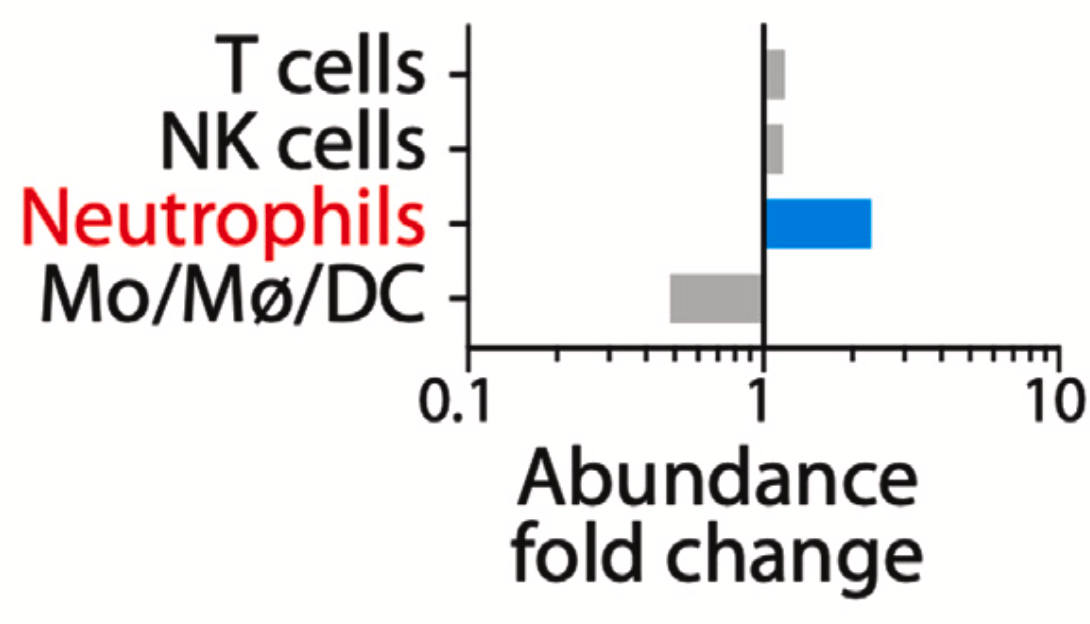 T cells
NK cells
Neutrophils
Mo/Mø/DC
0.1 1 10
Abundance
fold change